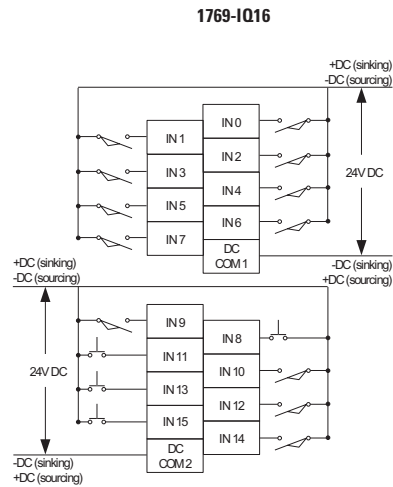 1769-IQ16
+DC (sinking)
-DC (sourcing)
IN 0
IN 1
IN 2
IN 3
24V DC
IN 4
IN 5
IN 6
IN 7
DC
COM 1
+DC (sinking)
-DC (sourcing)
-DC (sinking)
+DC (sourcing)
IN 9
IN 8
IN 11
24V DC
IN 10
IN 13
IN 12
IN 15
IN 14
DC
COM 2
-DC (sinking)
+DC (sourcing)